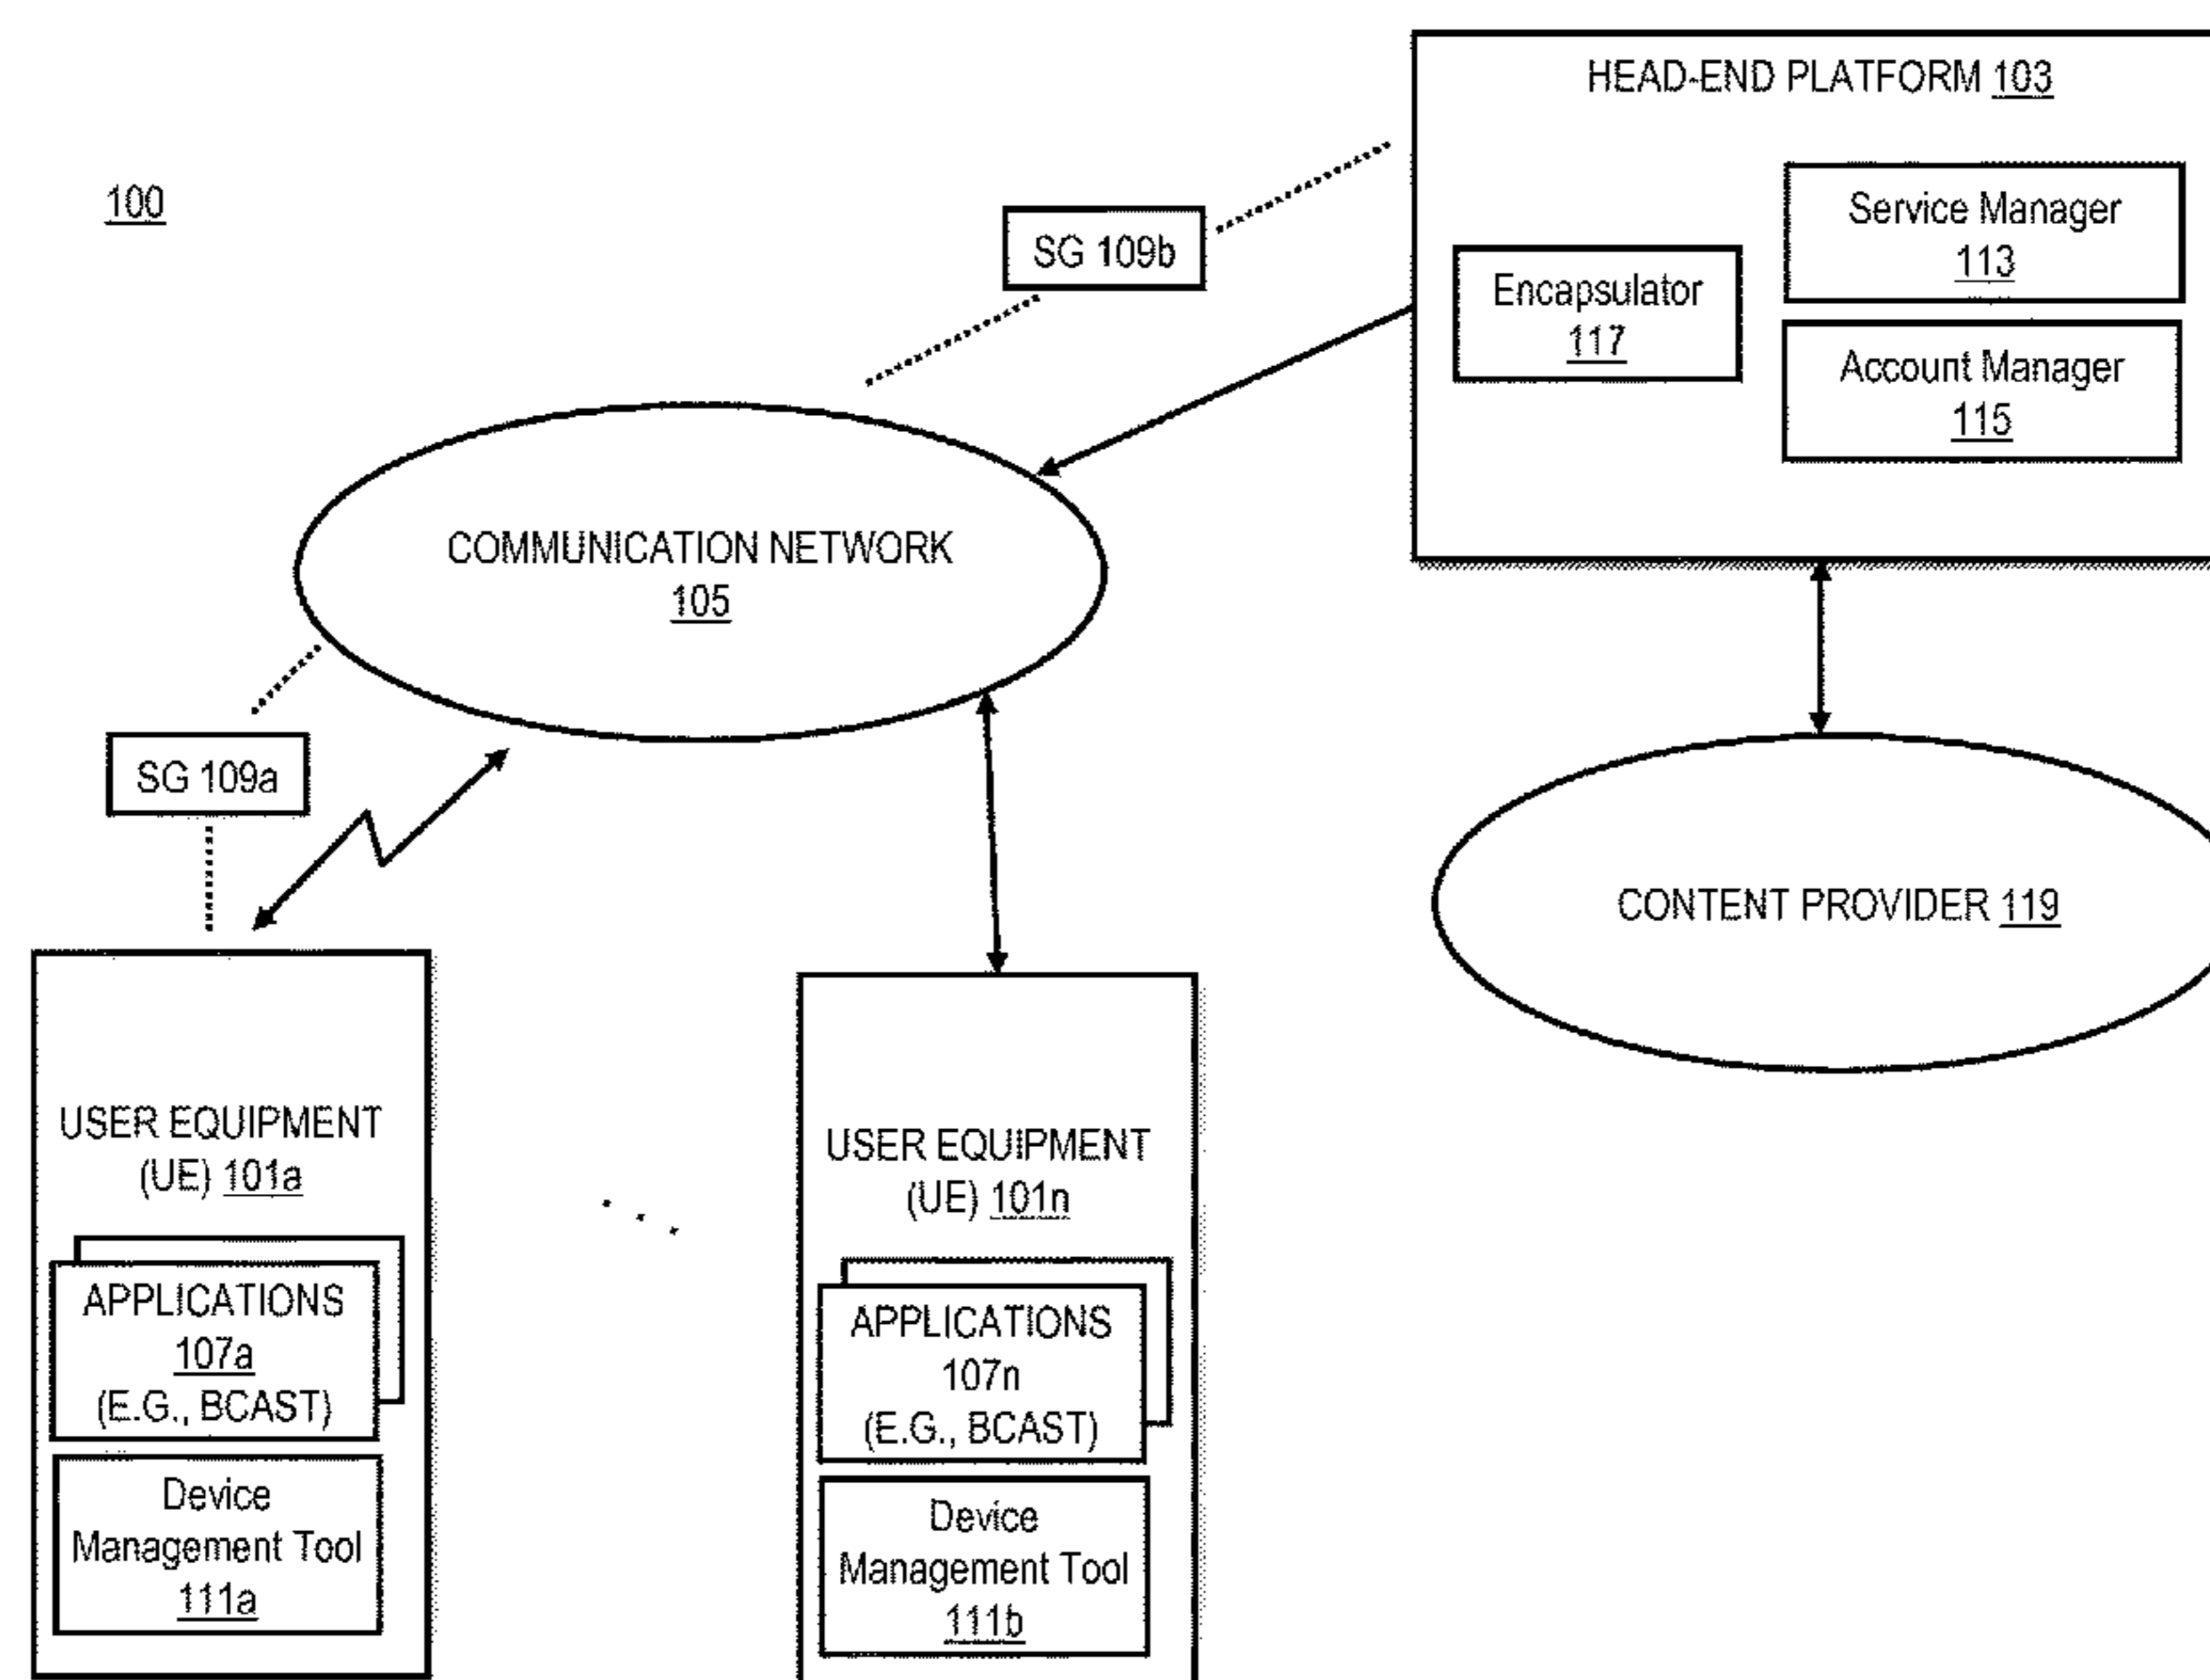 100
HEAD-END PLATFORM 103
Service Manager
113
Encapsulator
117
Account Manager
115
SG 109b
COMMUNICATION NETWORK
105
SG 109a
CONTENT PROVIDER 119
USER EQUIPMENT
(UE) 101a
APPLICATIONS
107a
(E.G., BCAST)
Device
Management Tool
111a
. . .
USER EQUIPMENT
(UE) 101n
APPLICATIONS
107n
(E.G., BCAST)
Device
Management Tool
111b